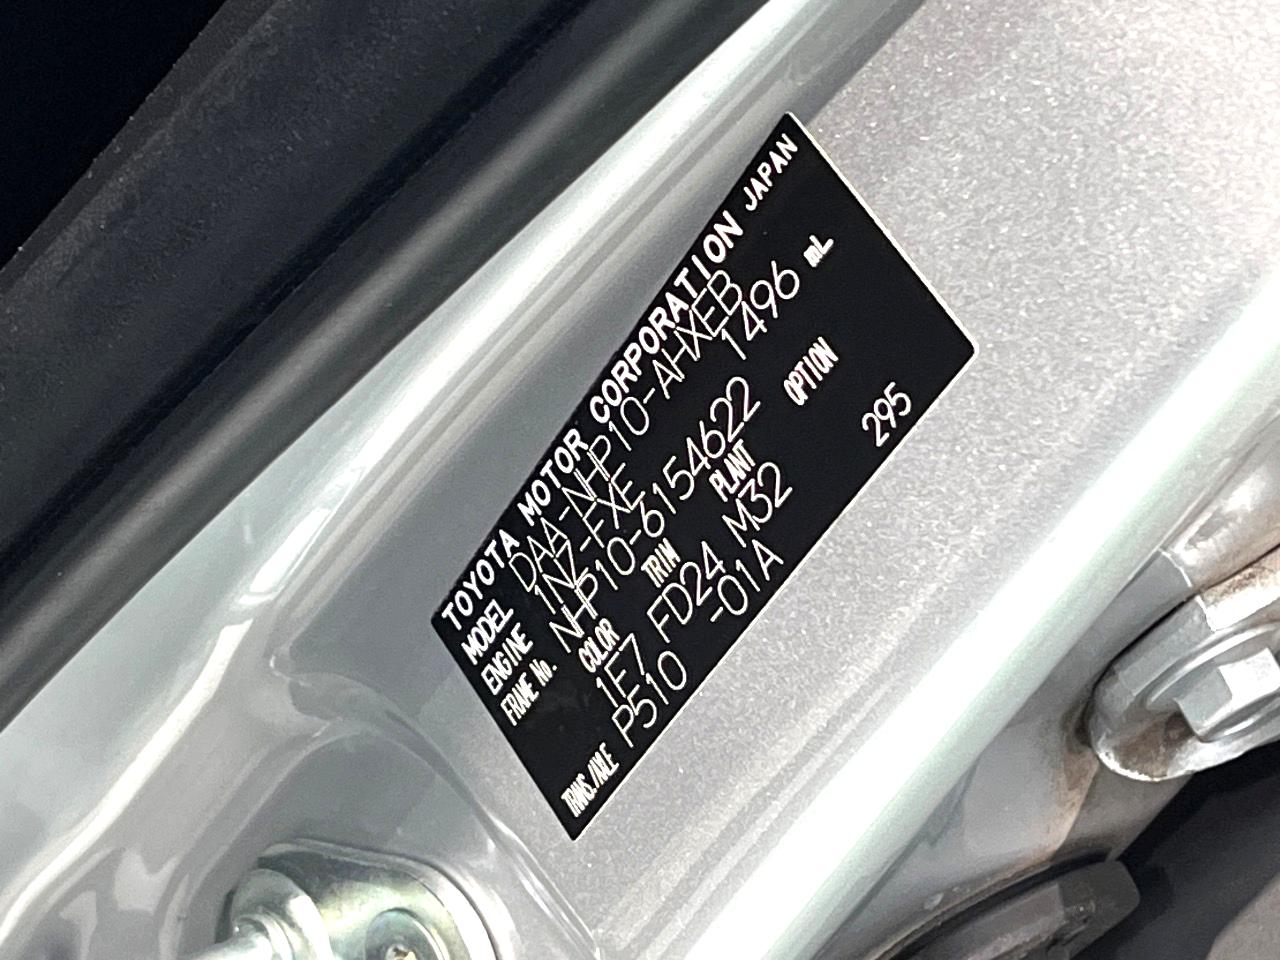 TOYOTA MOTOR CORPORATION JAPAN
MODEL DAA-NHP10-AHXEB
ENGINE 1NZ-FXE 1496 mL
FRAME No. NHP10-6154622
COLOR TRIM PLANT OPTION
1F7 FD24 M32
TRANS./AXLE P510 -01A 295